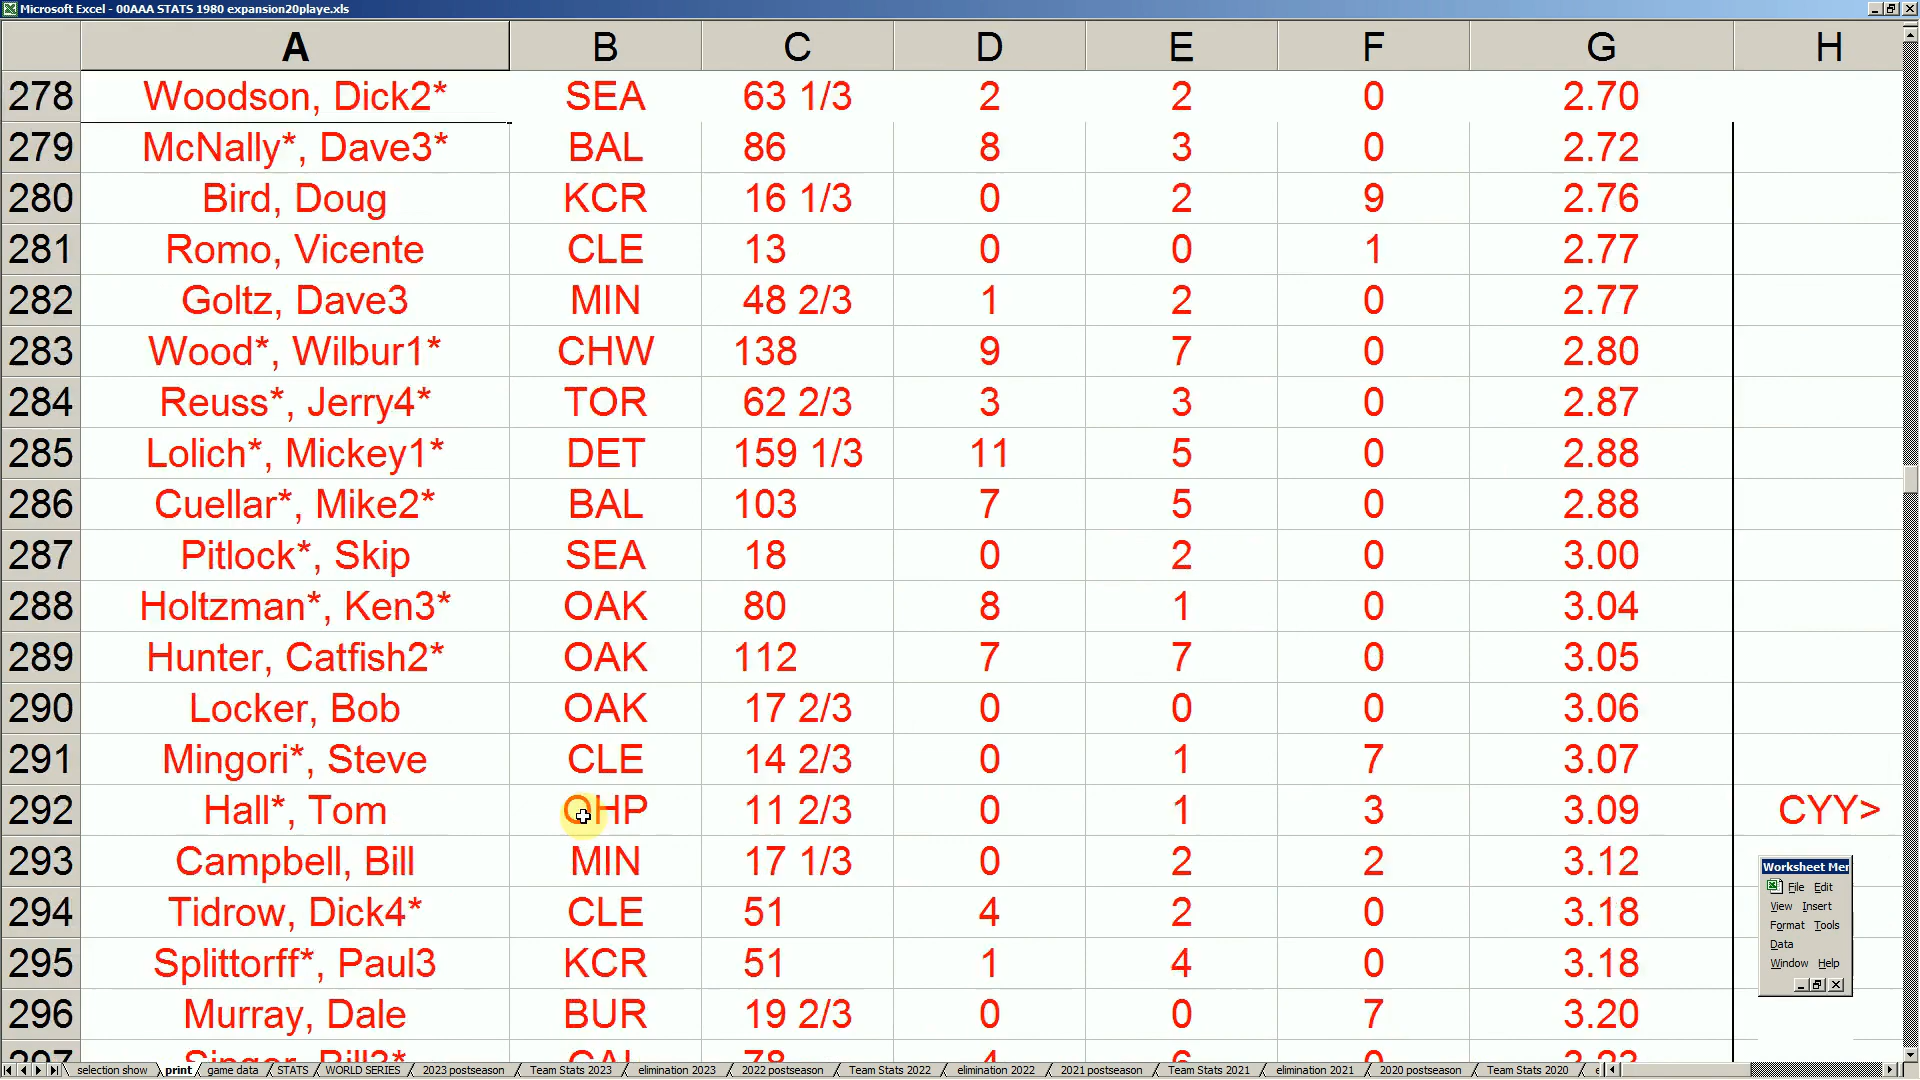 Microsoft Excel - 00AAA STATS 1980 expansion20playe.xls
A B C D E F G H
278 Woodson, Dick2* SEA 63 1/3 2 2 0 2.70
279 McNally*, Dave3* BAL 86 8 3 0 2.72
280 Bird, Doug KCR 16 1/3 0 2 9 2.76
281 Romo, Vicente CLE 13 0 0 1 2.77
282 Goltz, Dave3 MIN 48 2/3 1 2 0 2.77
283 Wood*, Wilbur1* CHW 138 9 7 0 2.80
284 Reuss*, Jerry4* TOR 62 2/3 3 3 0 2.87
285 Lolich*, Mickey1* DET 159 1/3 11 5 0 2.88
286 Cuellar*, Mike2* BAL 103 7 5 0 2.88
287 Pitlock*, Skip SEA 18 0 2 0 3.00
288 Holtzman*, Ken3* OAK 80 8 1 0 3.04
289 Hunter, Catfish2* OAK 112 7 7 0 3.05
290 Locker, Bob OAK 17 2/3 0 0 0 3.06
291 Mingori*, Steve CLE 14 2/3 0 1 7 3.07
292 Hall*, Tom OHP 11 2/3 0 1 3 3.09 CYY>
293 Campbell, Bill MIN 17 1/3 0 2 2 3.12
294 Tidrow, Dick4* CLE 51 4 2 0 3.18
295 Splittorff*, Paul3 KCR 51 1 4 0 3.18
296 Murray, Dale BUR 19 2/3 0 0 7 3.20
297 Singer, Bill3* CAL 78 4 6 0
Worksheet Mer
File Edit
View Insert
Format Tools
Data
Window Help
selection show print game data STATS WORLD SERIES 2023 postseason Team Stats 2023 elimination 2023 2022 postseason Team Stats 2022 elimination 2022 2021 postseason Team Stats 2021 elimination 2021 2020 postseason Team Stats 2020